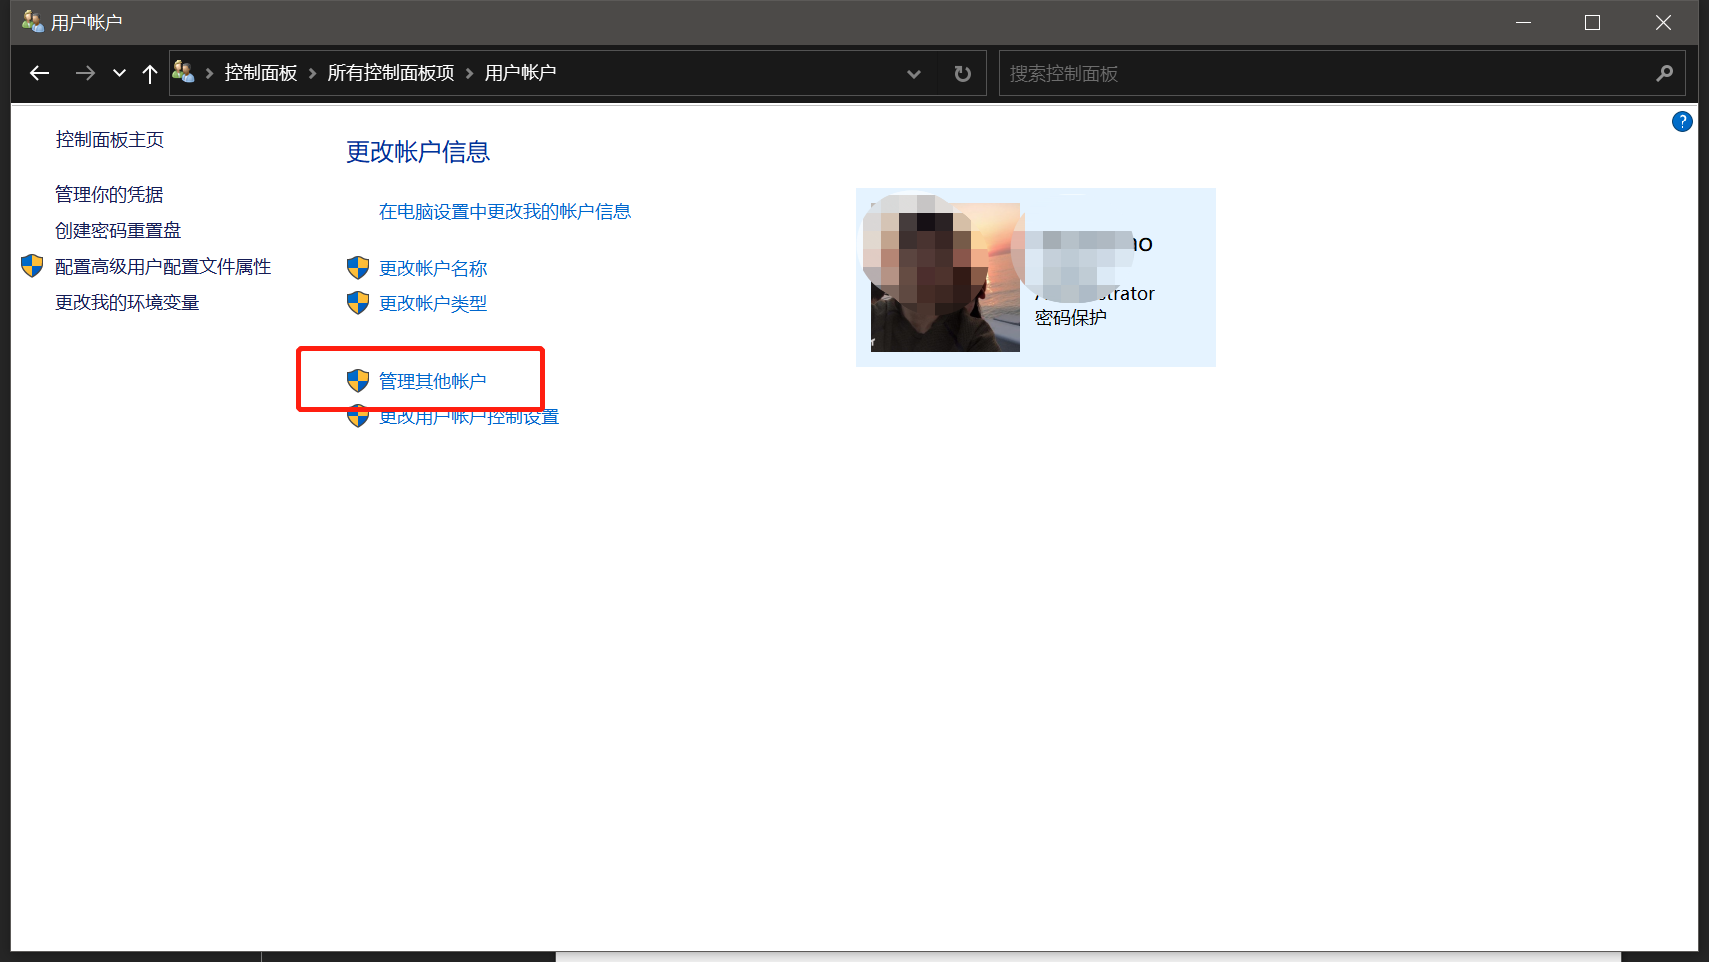 用户帐户
控制面板 所有控制面板项 用户帐户
搜索控制面板
?
控制面板主页
管理你的凭据
创建密码重置盘
配置高级用户配置文件属性
更改我的环境变量
更改帐户信息
在电脑设置中更改我的帐户信息
更改帐户名称
更改帐户类型
管理其他帐户
更改用户帐户控制设置
密码保护